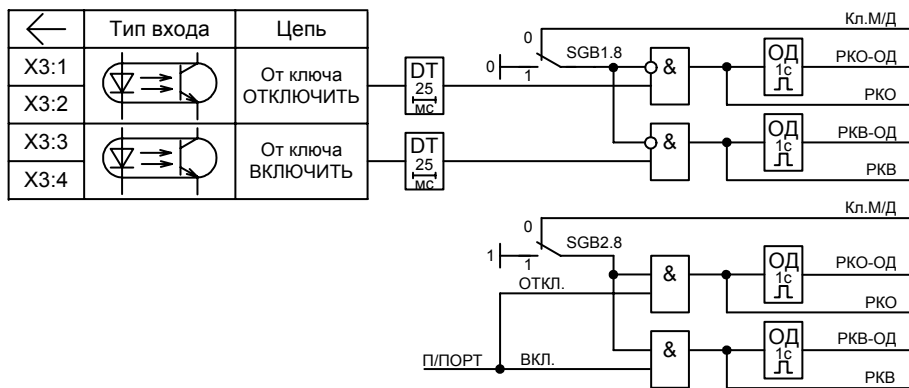 Тип входа Цепь
X3:1
X3:2
От ключа
ОТКЛЮЧИТЬ
X3:3
X3:4
От ключа
ВКЛЮЧИТЬ
DT
25
мс
DT
25
мс
0
0
1
SGB1.8
Кл.М/Д
&
ОД
1с
РКО-ОД
РКО
&
ОД
1с
РКВ-ОД
РКВ
0
1
1
SGB2.8
Кл.М/Д
ОТКЛ.
&
ОД
1с
РКО-ОД
РКО
П/ПОРТ
ВКЛ.
&
ОД
1с
РКВ-ОД
РКВ